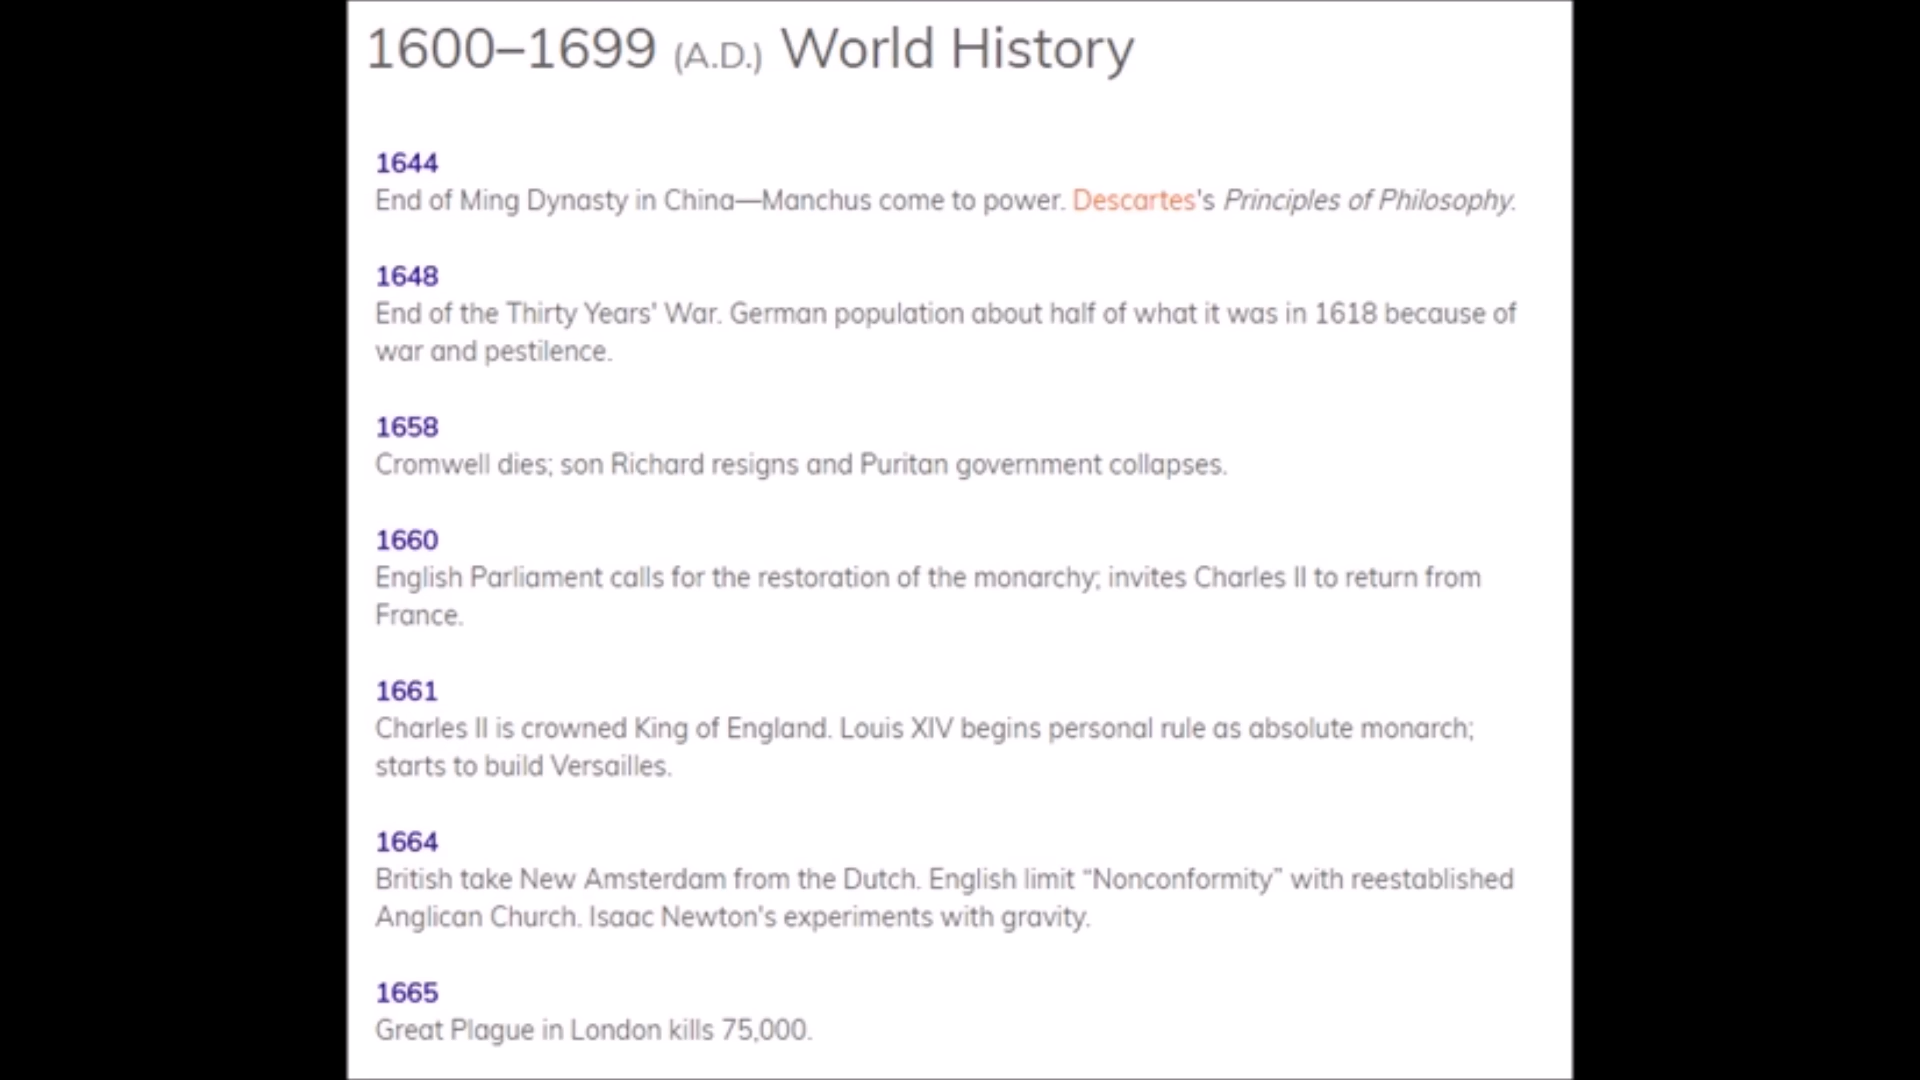 1600–1699 (A.D.) World History
1644
End of Ming Dynasty in China—Manchus come to power. Descartes's Principles of Philosophy.
1648
End of the Thirty Years' War. German population about half of what it was in 1618 because of
war and pestilence.
1658
Cromwell dies; son Richard resigns and Puritan government collapses.
1660
English Parliament calls for the restoration of the monarchy; invites Charles II to return from
France.
1661
Charles II is crowned King of England. Louis XIV begins personal rule as absolute monarch;
starts to build Versailles.
1664
British take New Amsterdam from the Dutch. English limit “Nonconformity” with reestablished
Anglican Church. Isaac Newton's experiments with gravity.
1665
Great Plague in London kills 75,000.